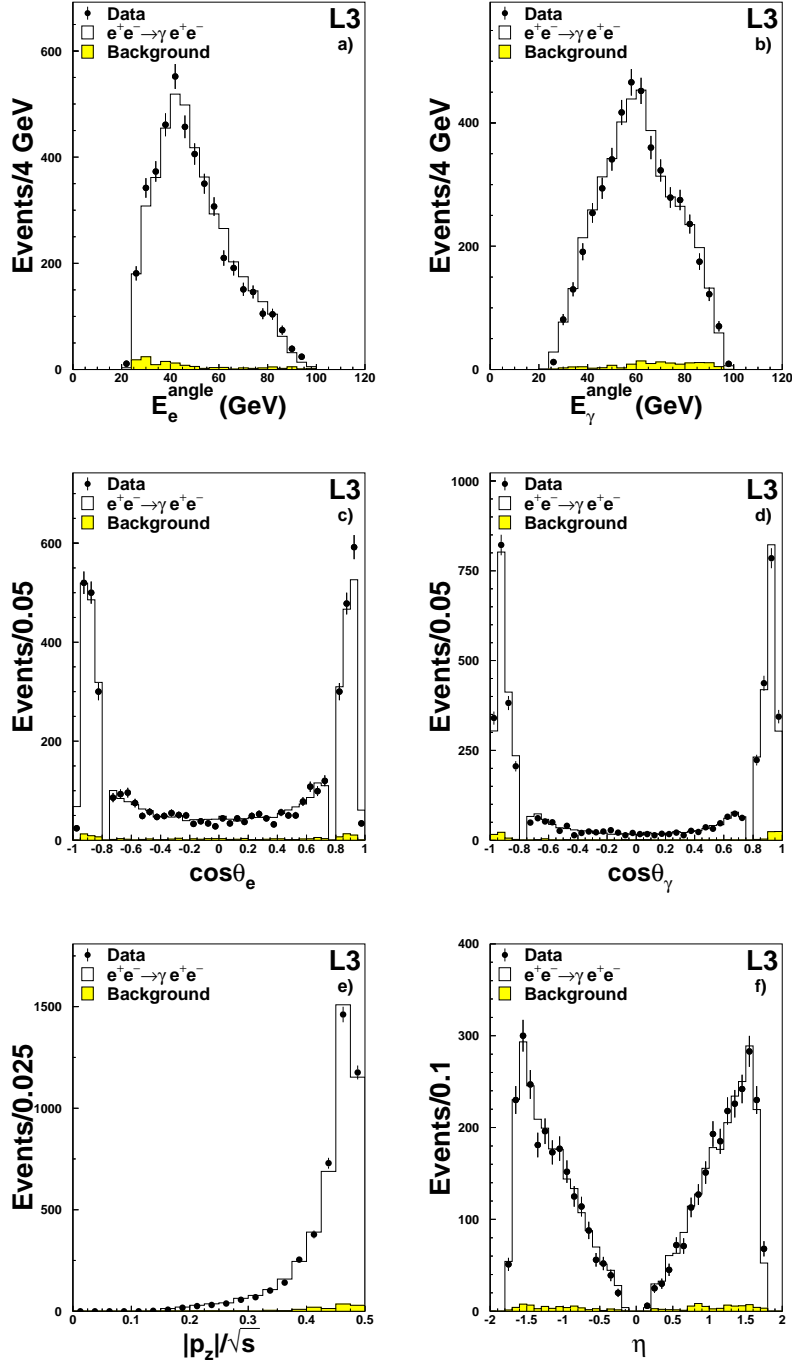 Data
e⁺e⁻→γ e⁺e⁻
Background
L3
a)
Events/4 GeV
0
200
400
600
0 20 40 60 80 100 120
E_e^angle (GeV)
Data
e⁺e⁻→γ e⁺e⁻
Background
L3
b)
Events/4 GeV
0
200
400
0 20 40 60 80 100 120
E_γ^angle (GeV)
Data
e⁺e⁻→γ e⁺e⁻
Background
L3
c)
Events/0.05
0
100
200
300
400
500
600
-1 -0.8 -0.6 -0.4 -0.2 0 0.2 0.4 0.6 0.8 1
cosθ_e
Data
e⁺e⁻→γ e⁺e⁻
Background
L3
d)
Events/0.05
0
250
500
750
1000
-1 -0.8 -0.6 -0.4 -0.2 0 0.2 0.4 0.6 0.8 1
cosθ_γ
Data
e⁺e⁻→γ e⁺e⁻
Background
L3
e)
Events/0.025
0
500
1000
1500
0 0.1 0.2 0.3 0.4 0.5
|p_z|/√s
Data
e⁺e⁻→γ e⁺e⁻
Background
L3
f)
Events/0.1
0
100
200
300
400
-2 -1.5 -1 -0.5 0 0.5 1 1.5 2
η